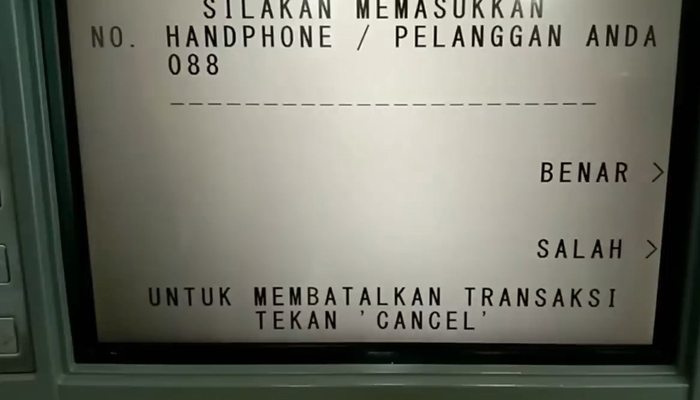 SILAKAN MEMASUKKAN
NO. HANDPHONE / PELANGGAN ANDA
088
---------------------------
BENAR >
SALAH >
UNTUK MEMBATALKAN TRANSAKSI
TEKAN 'CANCEL'